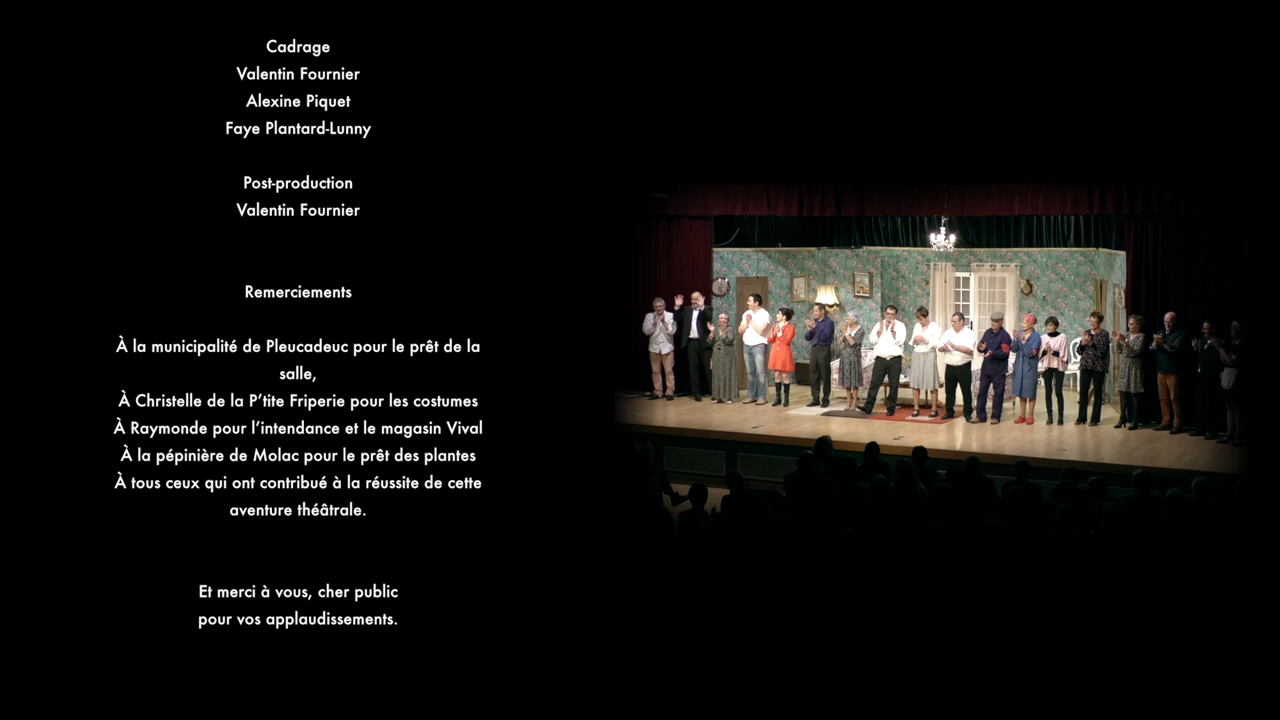 Cadrage
Valentin Fournier
Alexine Piquet
Faye Plantard-Lunny
Post-production
Valentin Fournier
Remerciements
À la municipalité de Pleucadeuc pour le prêt de la
salle,
À Christelle de la P’tite Friperie pour les costumes
À Raymonde pour l’intendance et le magasin Vival
À la pépinière de Molac pour le prêt des plantes
À tous ceux qui ont contribué à la réussite de cette
aventure théâtrale.
Et merci à vous, cher public
pour vos applaudissements.